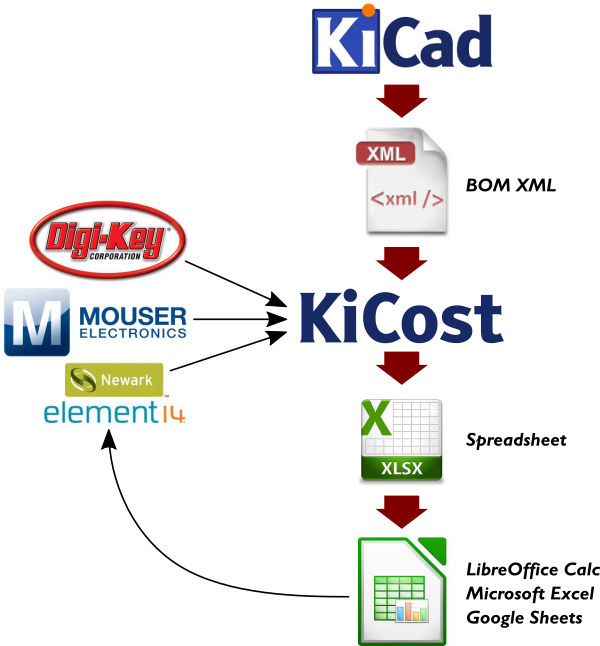 KiCad
XML
<xml />
BOM XML
Digi-Key
CORPORATION
M MOUSER
ELECTRONICS
KiCost
Newark
element14
TM
X
XLSX
Spreadsheet
LibreOffice Calc
Microsoft Excel
Google Sheets